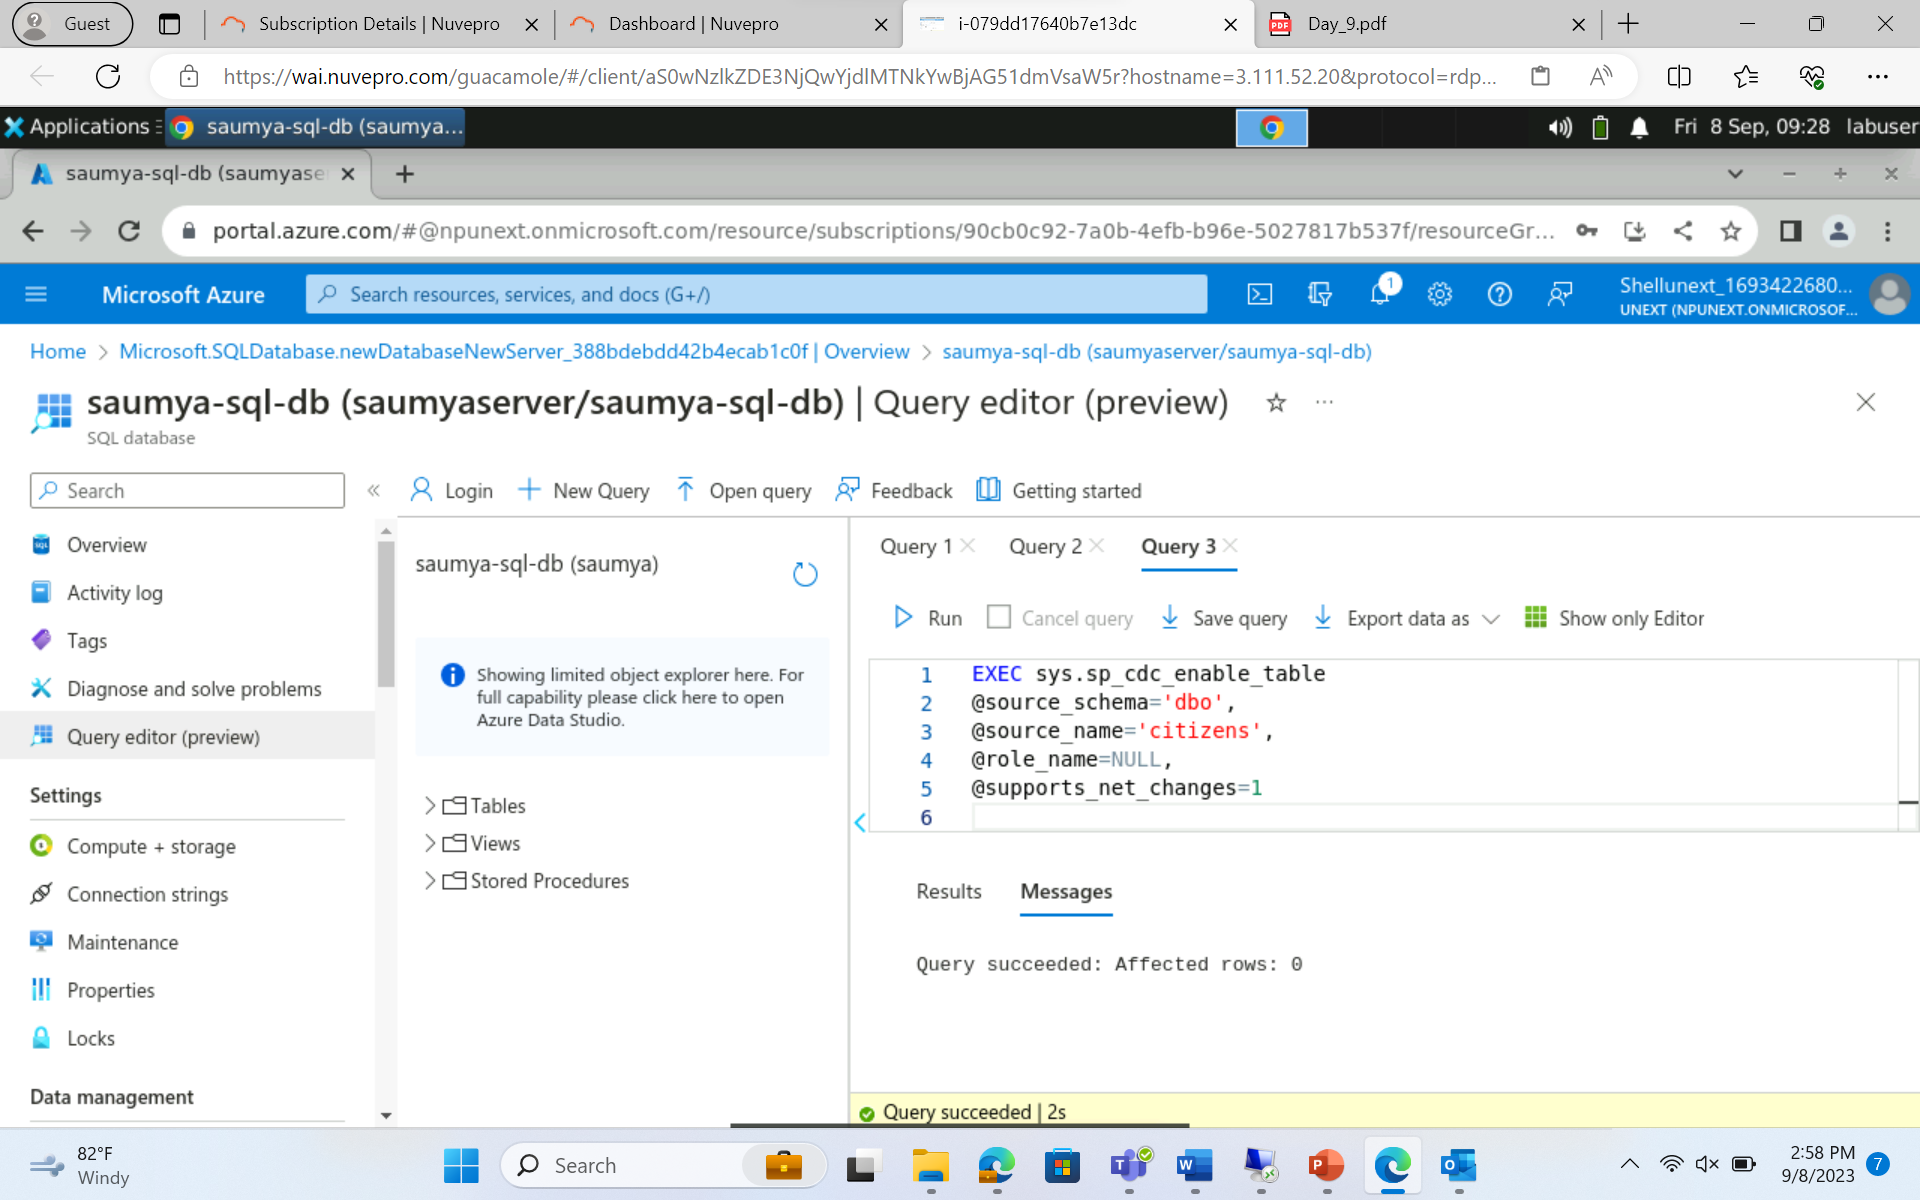 Guest
Subscription Details | Nuvepro
Dashboard | Nuvepro
i-079dd17640b7e13dc
PDF
Day_9.pdf
https://wai.nuvepro.com/guacamole/#/client/aS0wNzlkZDE3NjQwYjdlMTNkYwBjAG51dmVsaW5r?hostname=3.111.52.20&protocol=rdp...
Applications
saumya-sql-db (saumya...
Fri 8 Sep, 09:28 labuser
saumya-sql-db (saumyase
portal.azure.com/#@npunext.onmicrosoft.com/resource/subscriptions/90cb0c92-7a0b-4efb-b96e-5027817b537f/resourceGr...
Microsoft Azure
Search resources, services, and docs (G+/)
1
Shellunext_1693422680...
UNEXT (NPUNEXT.ONMICROSOF...
Home > Microsoft.SQLDatabase.newDatabaseNewServer_388bdebdd42b4ecab1c0f | Overview > saumya-sql-db (saumyaserver/saumya-sql-db)
saumya-sql-db (saumyaserver/saumya-sql-db) | Query editor (preview)
SQL database
Search
Login
New Query
Open query
Feedback
Getting started
Overview
Activity log
Tags
Diagnose and solve problems
Query editor (preview)
Settings
Compute + storage
Connection strings
Maintenance
Properties
Locks
Data management
saumya-sql-db (saumya)
Showing limited object explorer here. For
full capability please click here to open
Azure Data Studio.
Tables
Views
Stored Procedures
Query 1
Query 2
Query 3
Run
Cancel query
Save query
Export data as
Show only Editor
1 EXEC sys.sp_cdc_enable_table
2 @source_schema='dbo',
3 @source_name='citizens',
4 @role_name=NULL,
5 @supports_net_changes=1
6
Results
Messages
Query succeeded: Affected rows: 0
Query succeeded | 2s
82°F
Windy
Search
2:58 PM
9/8/2023
7